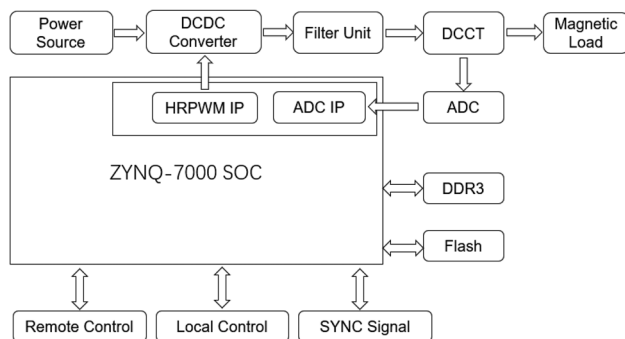 Power
Source
DCDC
Converter
Filter Unit
DCCT
Magnetic
Load
HRPWM IP
ADC IP
ADC
ZYNQ-7000 SOC
DDR3
Flash
Remote Control
Local Control
SYNC Signal